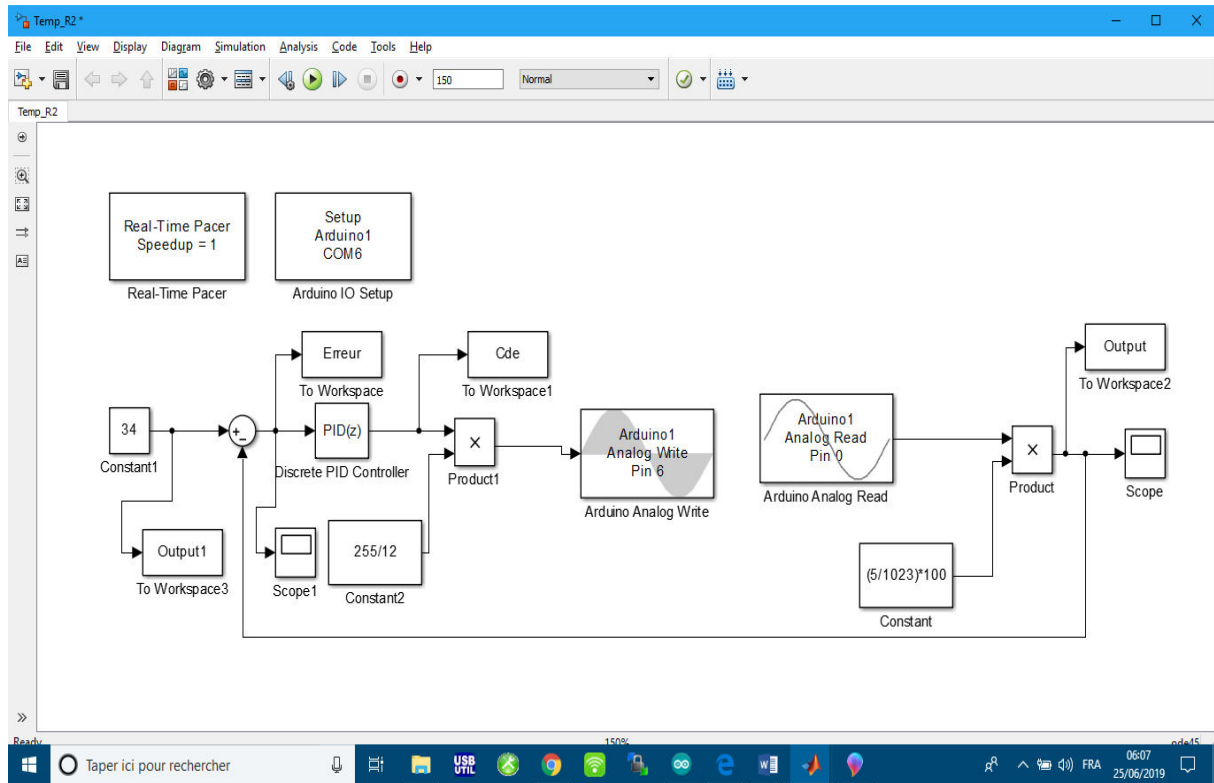 Temp_R2 *
File Edit View Display Diagram Simulation Analysis Code Tools Help
150 Normal
Temp_R2
Real-Time Pacer
Speedup = 1
Real-Time Pacer
Setup
Arduino1
COM6
Arduino IO Setup
Erreur
To Workspace
Cde
To Workspace1
Output
To Workspace2
34
Constant1
PID(z)
Discrete PID Controller
×
Product1
Arduino1
Analog Write
Pin 6
Arduino Analog Write
Arduino1
Analog Read
Pin 0
Arduino Analog Read
×
Product
Scope
Output1
To Workspace3
Scope1
255/12
Constant2
(5/1023)*100
Constant
Ready 150% ode45
Taper ici pour rechercher
USB
UTIL
FRA
06:07
25/06/2019